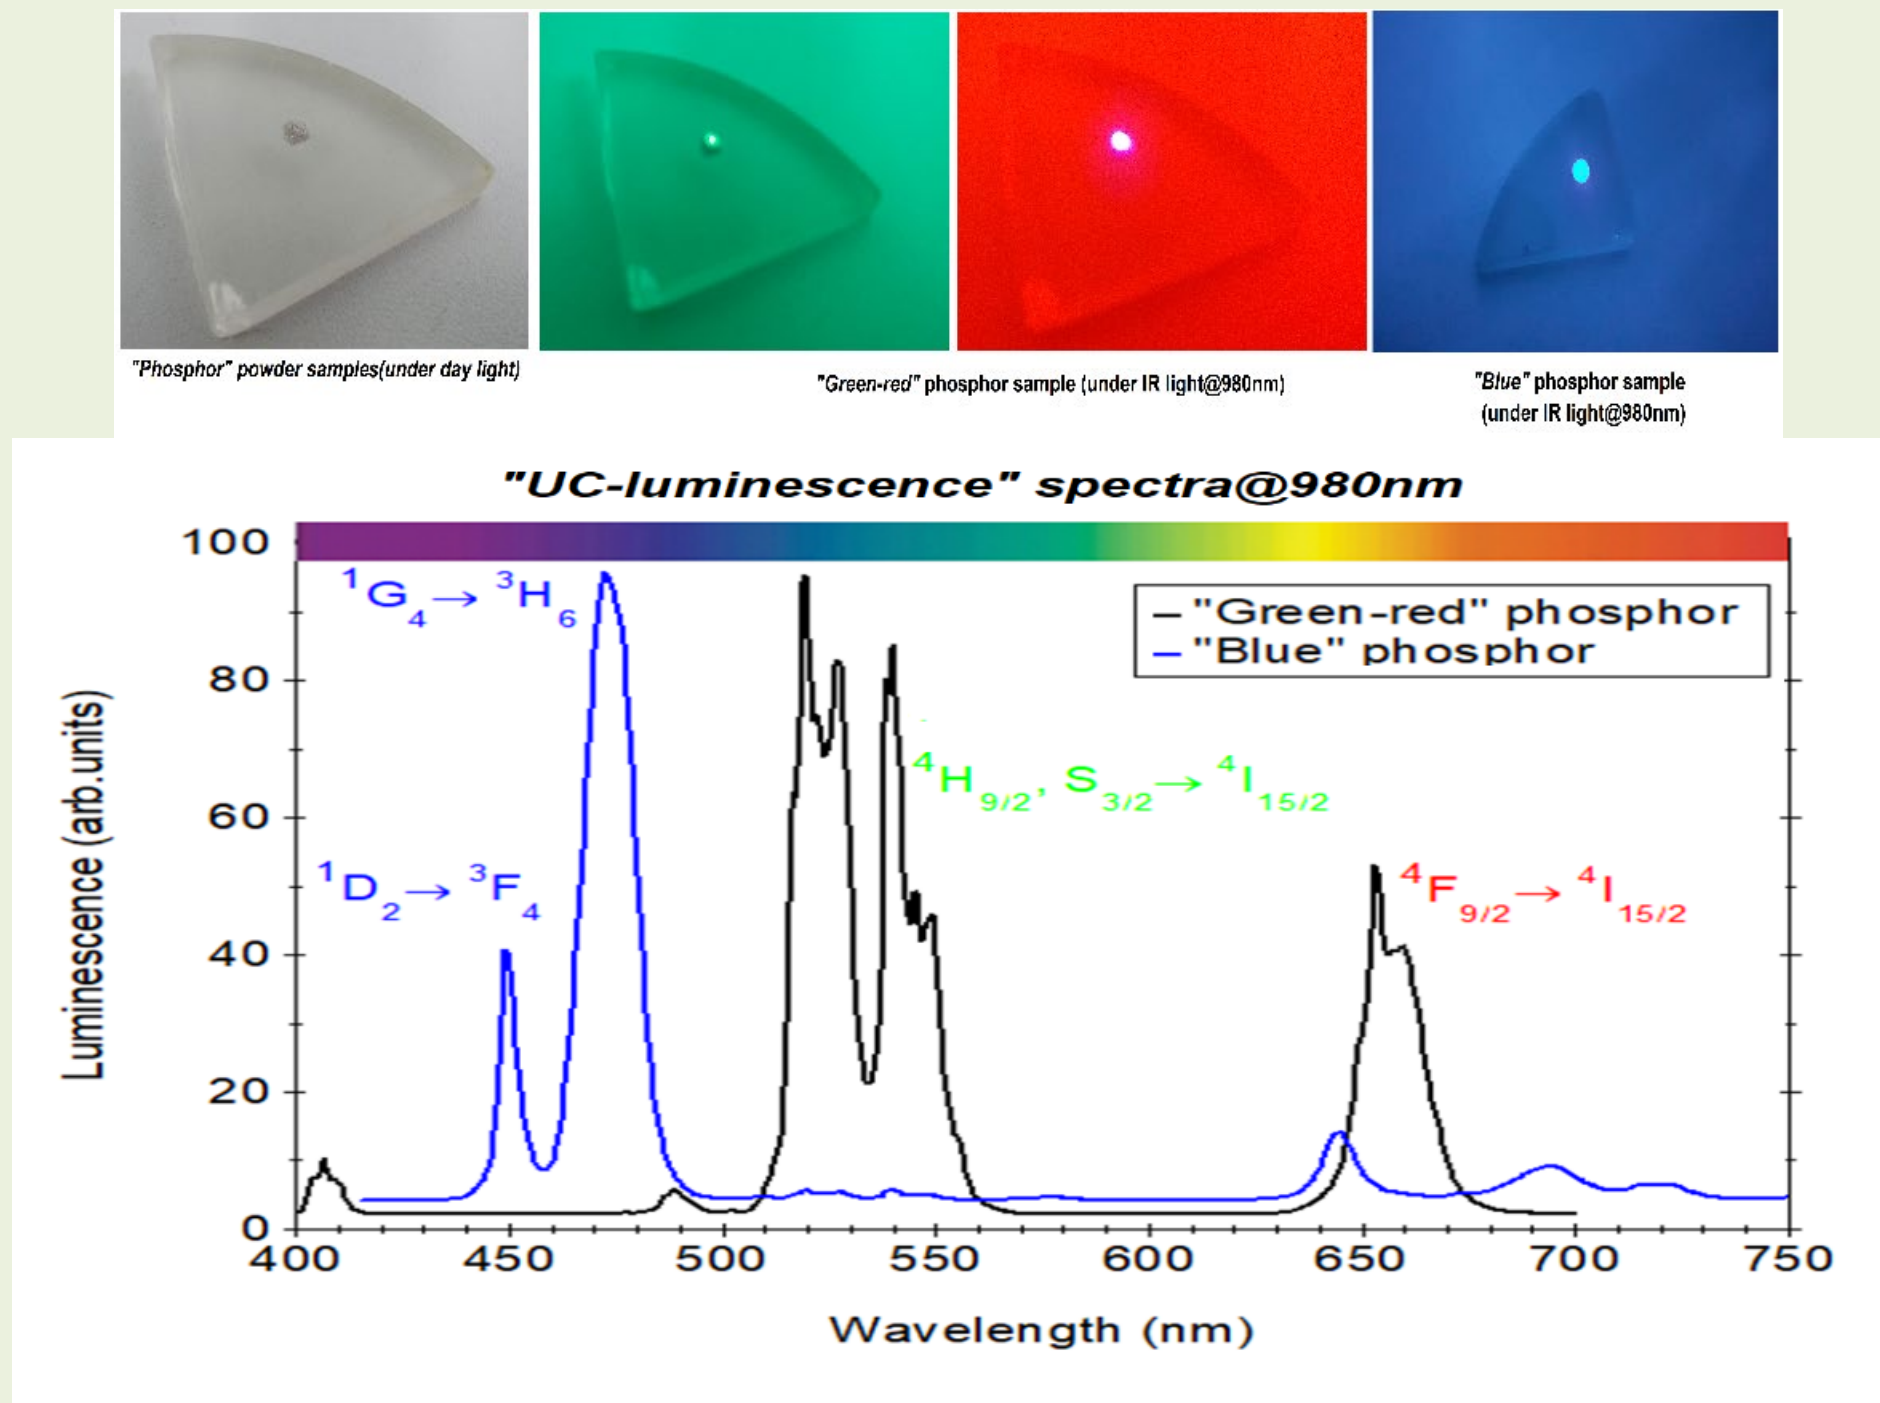 "Phosphor" powder samples(under day light)
"Green-red" phosphor sample (under IR light@980nm)
"Blue" phosphor sample
(under IR light@980nm)
"UC-luminescence" spectra@980nm
100
80
60
40
20
0
Luminescence (arb.units)
¹G₄→ ³H₆
"Green-red" phosphor
"Blue" phosphor
⁴H₉/₂, S₃/₂→ ⁴I₁₅/₂
¹D₂→ ³F₄
⁴F₉/₂→ ⁴I₁₅/₂
400 450 500 550 600 650 700 750
Wavelength (nm)